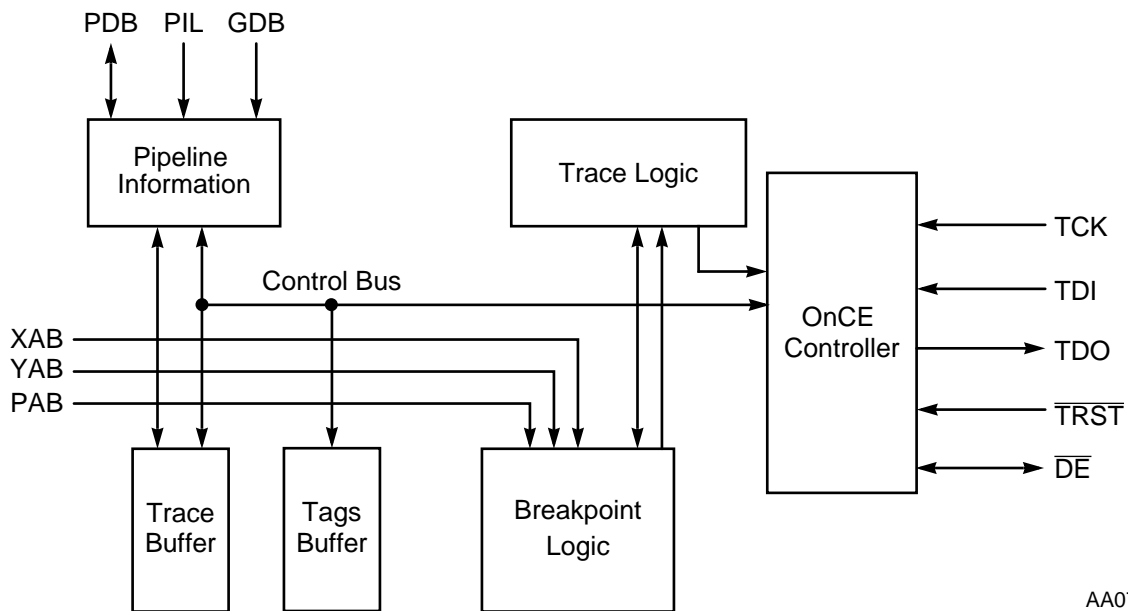 PDB PIL GDB
Pipeline
Information
Trace Logic
TCK
Control Bus
TDI
OnCE
Controller
XAB
TDO
YAB
PAB
TRST
DE
Trace
Buffer
Tags
Buffer
Breakpoint
Logic